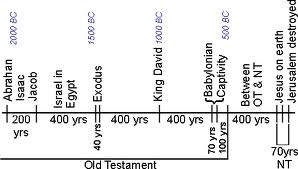 2000 BC
1500 BC
1000 BC
500 BC
Abrahan
Isaac
Jacob
Israel in
Egypt
Exodus
King David
Babylonian
Captivity
Between
OT & NT
Jesus on earth
Jerusalem destroyed
200
yrs
400 yrs
40 yrs
400 yrs
400 yrs
70 yrs
100 yrs
400 yrs
70yrs
NT
Old Testament